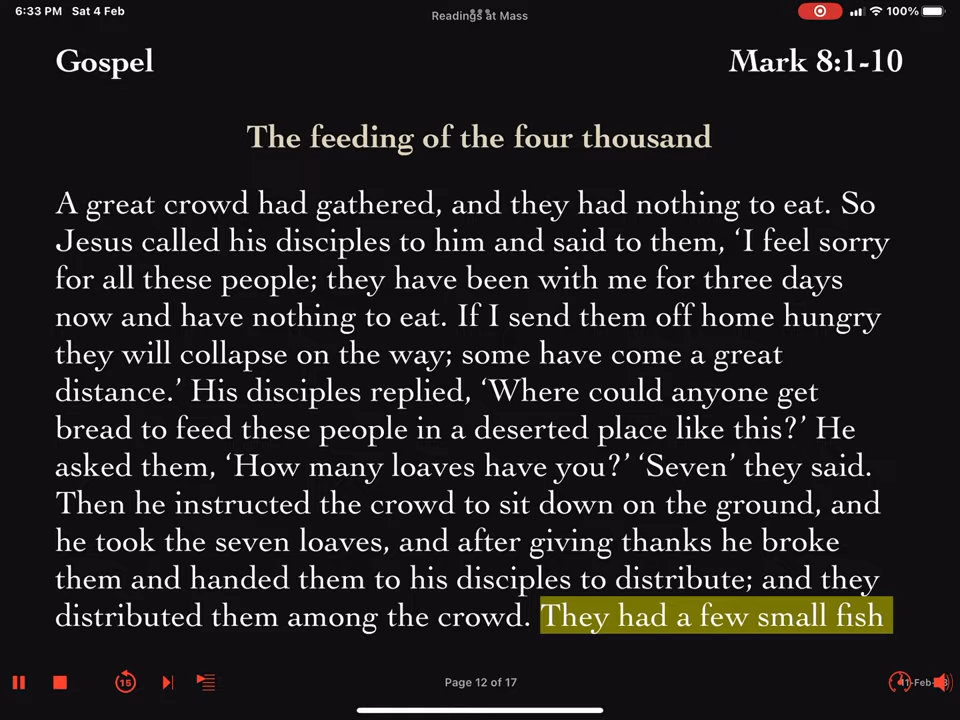 6:33 PM Sat 4 Feb
Readings at Mass
100%
Gospel
Mark 8:1-10
The feeding of the four thousand
A great crowd had gathered, and they had nothing to eat. So
Jesus called his disciples to him and said to them, ‘I feel sorry
for all these people; they have been with me for three days
now and have nothing to eat. If I send them off home hungry
they will collapse on the way; some have come a great
distance.’ His disciples replied, ‘Where could anyone get
bread to feed these people in a deserted place like this?’ He
asked them, ‘How many loaves have you?’ ‘Seven’ they said.
Then he instructed the crowd to sit down on the ground, and
he took the seven loaves, and after giving thanks he broke
them and handed them to his disciples to distribute; and they
distributed them among the crowd. They had a few small fish
15
Page 12 of 17